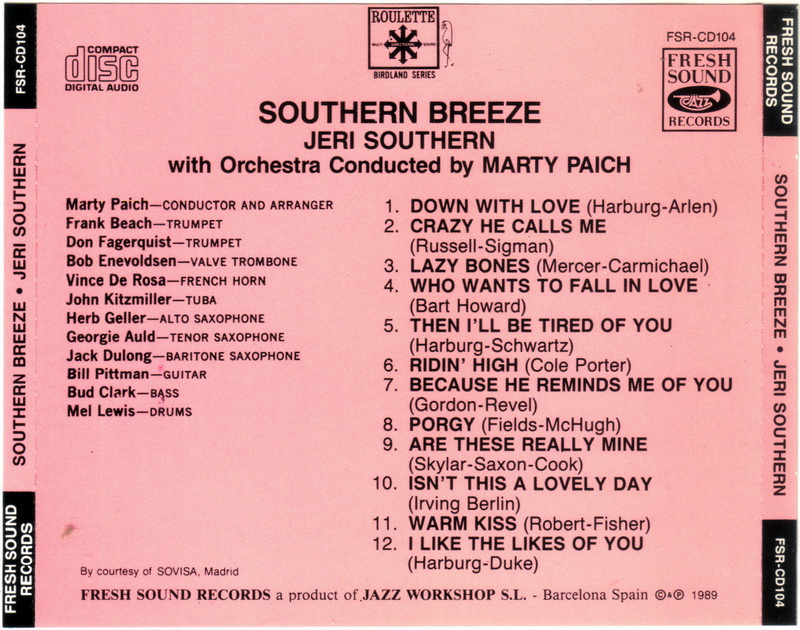 FSR-CD104
SOUTHERN BREEZE • JERI SOUTHERN
FRESH SOUND
RECORDS
COMPACT
disc
DIGITAL AUDIO
ROULETTE
BIRDLAND SERIES
FSR-CD104
FRESH
SOUND
JAZZ
RECORDS
SOUTHERN BREEZE
JERI SOUTHERN
with Orchestra Conducted by MARTY PAICH
Marty Paich—CONDUCTOR AND ARRANGER
Frank Beach—TRUMPET
Don Fagerquist—TRUMPET
Bob Enevoldsen—VALVE TROMBONE
Vince De Rosa—FRENCH HORN
John Kitzmiller—TUBA
Herb Geller—ALTO SAXOPHONE
Georgie Auld—TENOR SAXOPHONE
Jack Dulong—BARITONE SAXOPHONE
Bill Pittman—GUITAR
Bud Clark—BASS
Mel Lewis—DRUMS
1. DOWN WITH LOVE (Harburg-Arlen)
2. CRAZY HE CALLS ME
(Russell-Sigman)
3. LAZY BONES (Mercer-Carmichael)
4. WHO WANTS TO FALL IN LOVE
(Bart Howard)
5. THEN I'LL BE TIRED OF YOU
(Harburg-Schwartz)
6. RIDIN' HIGH (Cole Porter)
7. BECAUSE HE REMINDS ME OF YOU
(Gordon-Revel)
8. PORGY (Fields-McHugh)
9. ARE THESE REALLY MINE
(Skylar-Saxon-Cook)
10. ISN'T THIS A LOVELY DAY
(Irving Berlin)
11. WARM KISS (Robert-Fisher)
12. I LIKE THE LIKES OF YOU
(Harburg-Duke)
By courtesy of SOVISA, Madrid
FRESH SOUND RECORDS a product of JAZZ WORKSHOP S.L. - Barcelona Spain ©&℗ 1989
FRESH SOUND
RECORDS
SOUTHERN BREEZE • JERI SOUTHERN
FSR-CD104